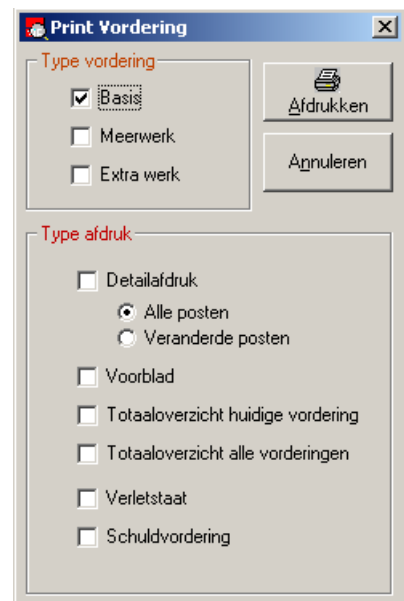 Print Vordering
Type vordering
Basis
Meerwerk
Extra werk
Afdrukken
Annuleren
Type afdruk
Detailafdruk
Alle posten
Veranderde posten
Voorblad
Totaaloverzicht huidige vordering
Totaaloverzicht alle vorderingen
Verletstaat
Schuldvordering